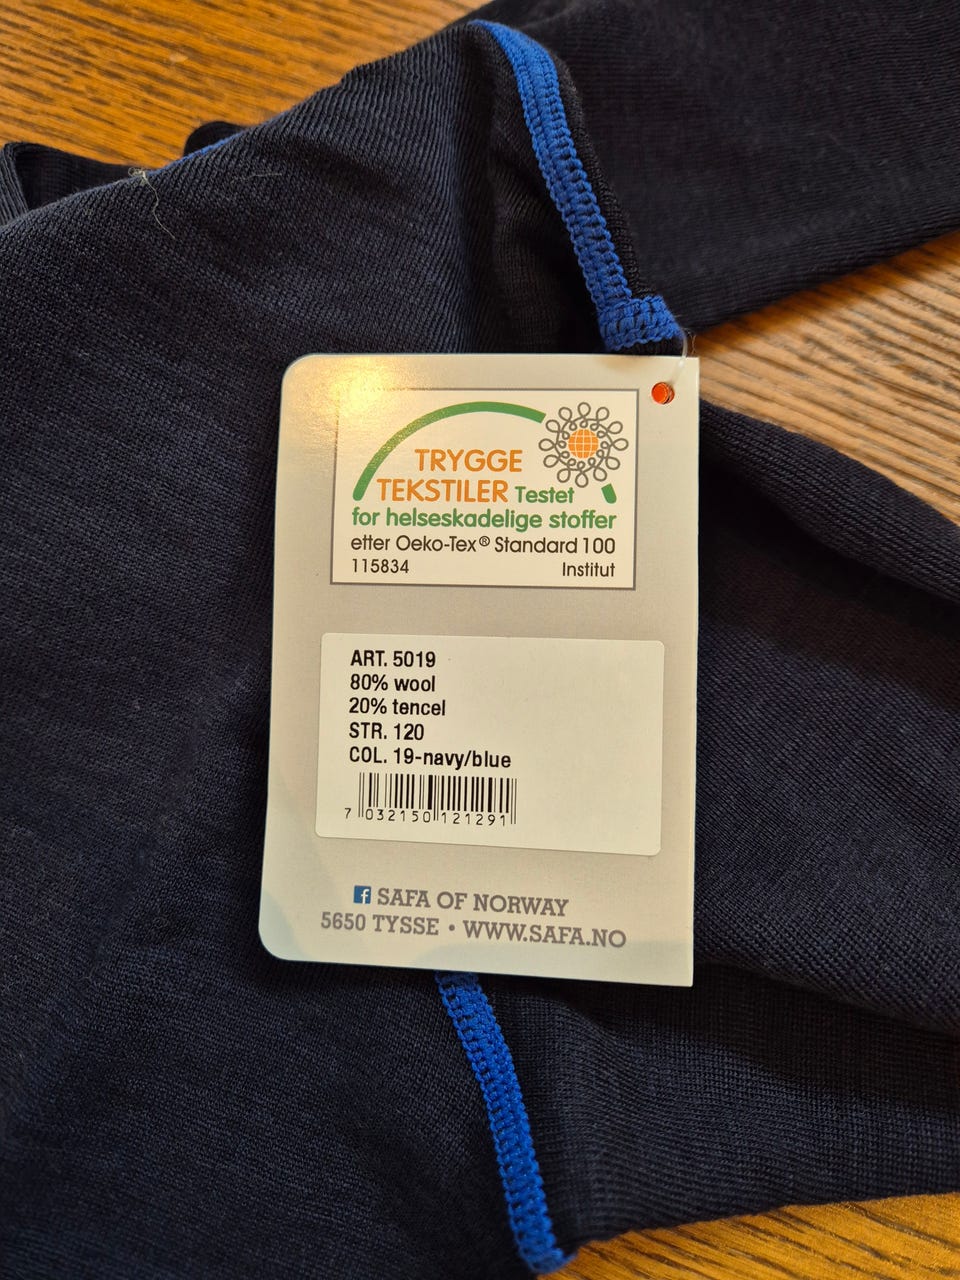 TRYGGE
TEKSTILER Testet
for helseskadelige stoffer
etter Oeko-Tex® Standard 100
115834 Institut
ART. 5019
80% wool
20% tencel
STR. 120
COL. 19-navy/blue
7 032150 121291
f SAFA OF NORWAY
5650 TYSSE • WWW.SAFA.NO